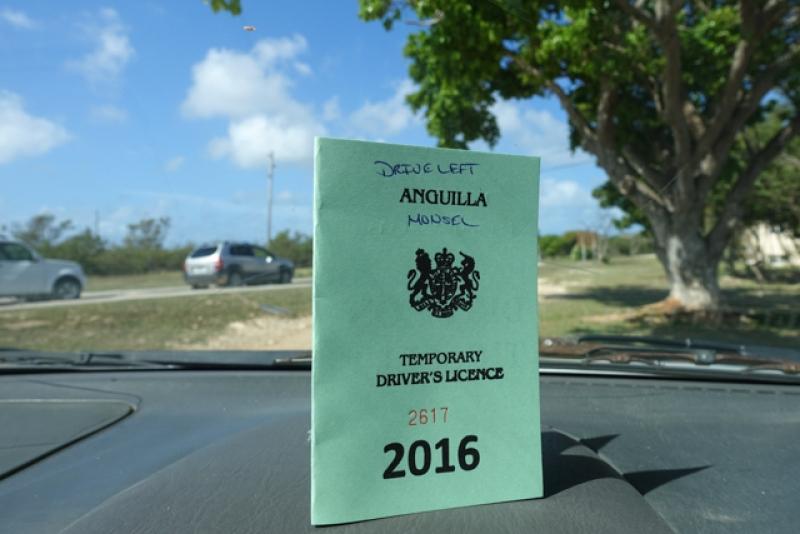 DRIVE LEFT
ANGUILLA
MONSEL
TEMPORARY
DRIVER'S LICENCE
2617
2016